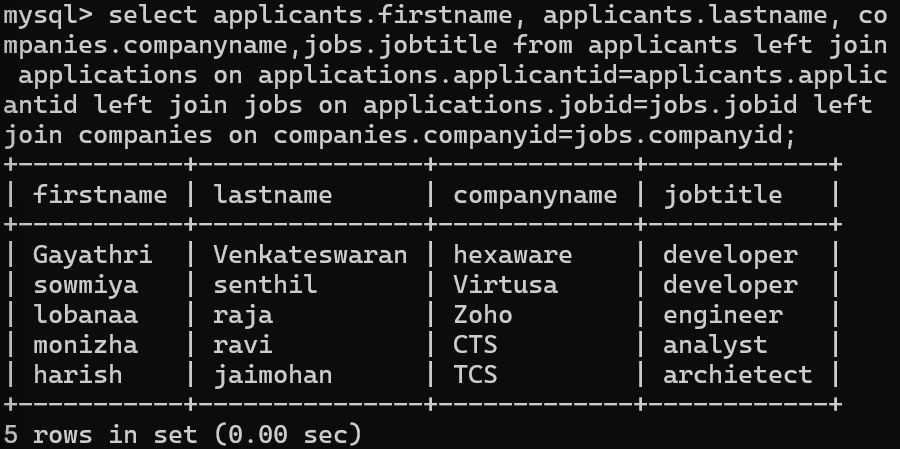 mysql> select applicants.firstname, applicants.lastname, co
mpanies.companyname,jobs.jobtitle from applicants left join
 applications on applications.applicantid=applicants.applic
antid left join jobs on applications.jobid=jobs.jobid left
join companies on companies.companyid=jobs.companyid;
+-----------+---------------+-------------+------------+
| firstname | lastname      | companyname | jobtitle   |
+-----------+---------------+-------------+------------+
| Gayathri  | Venkateswaran | hexaware    | developer  |
| sowmiya   | senthil       | Virtusa     | developer  |
| lobanaa   | raja          | Zoho        | engineer   |
| monizha   | ravi          | CTS         | analyst    |
| harish    | jaimohan      | TCS         | archietect |
+-----------+---------------+-------------+------------+
5 rows in set (0.00 sec)